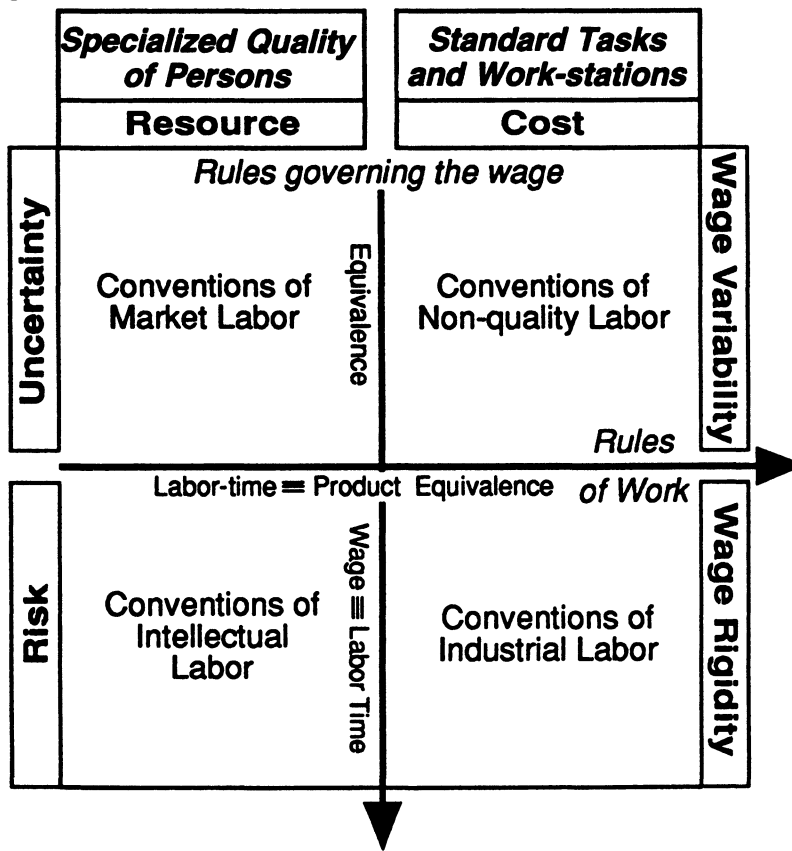 Specialized Quality
of Persons
Standard Tasks
and Work-stations
Resource
Cost
Rules governing the wage
Uncertainty
Wage Variability
Conventions of
Market Labor
Equivalence
Conventions of
Non-quality Labor
Rules
Labor-time ≡ Product Equivalence
of Work
Risk
Wage Rigidity
Conventions of
Intellectual
Labor
Wage ≡ Labor Time
Conventions of
Industrial Labor